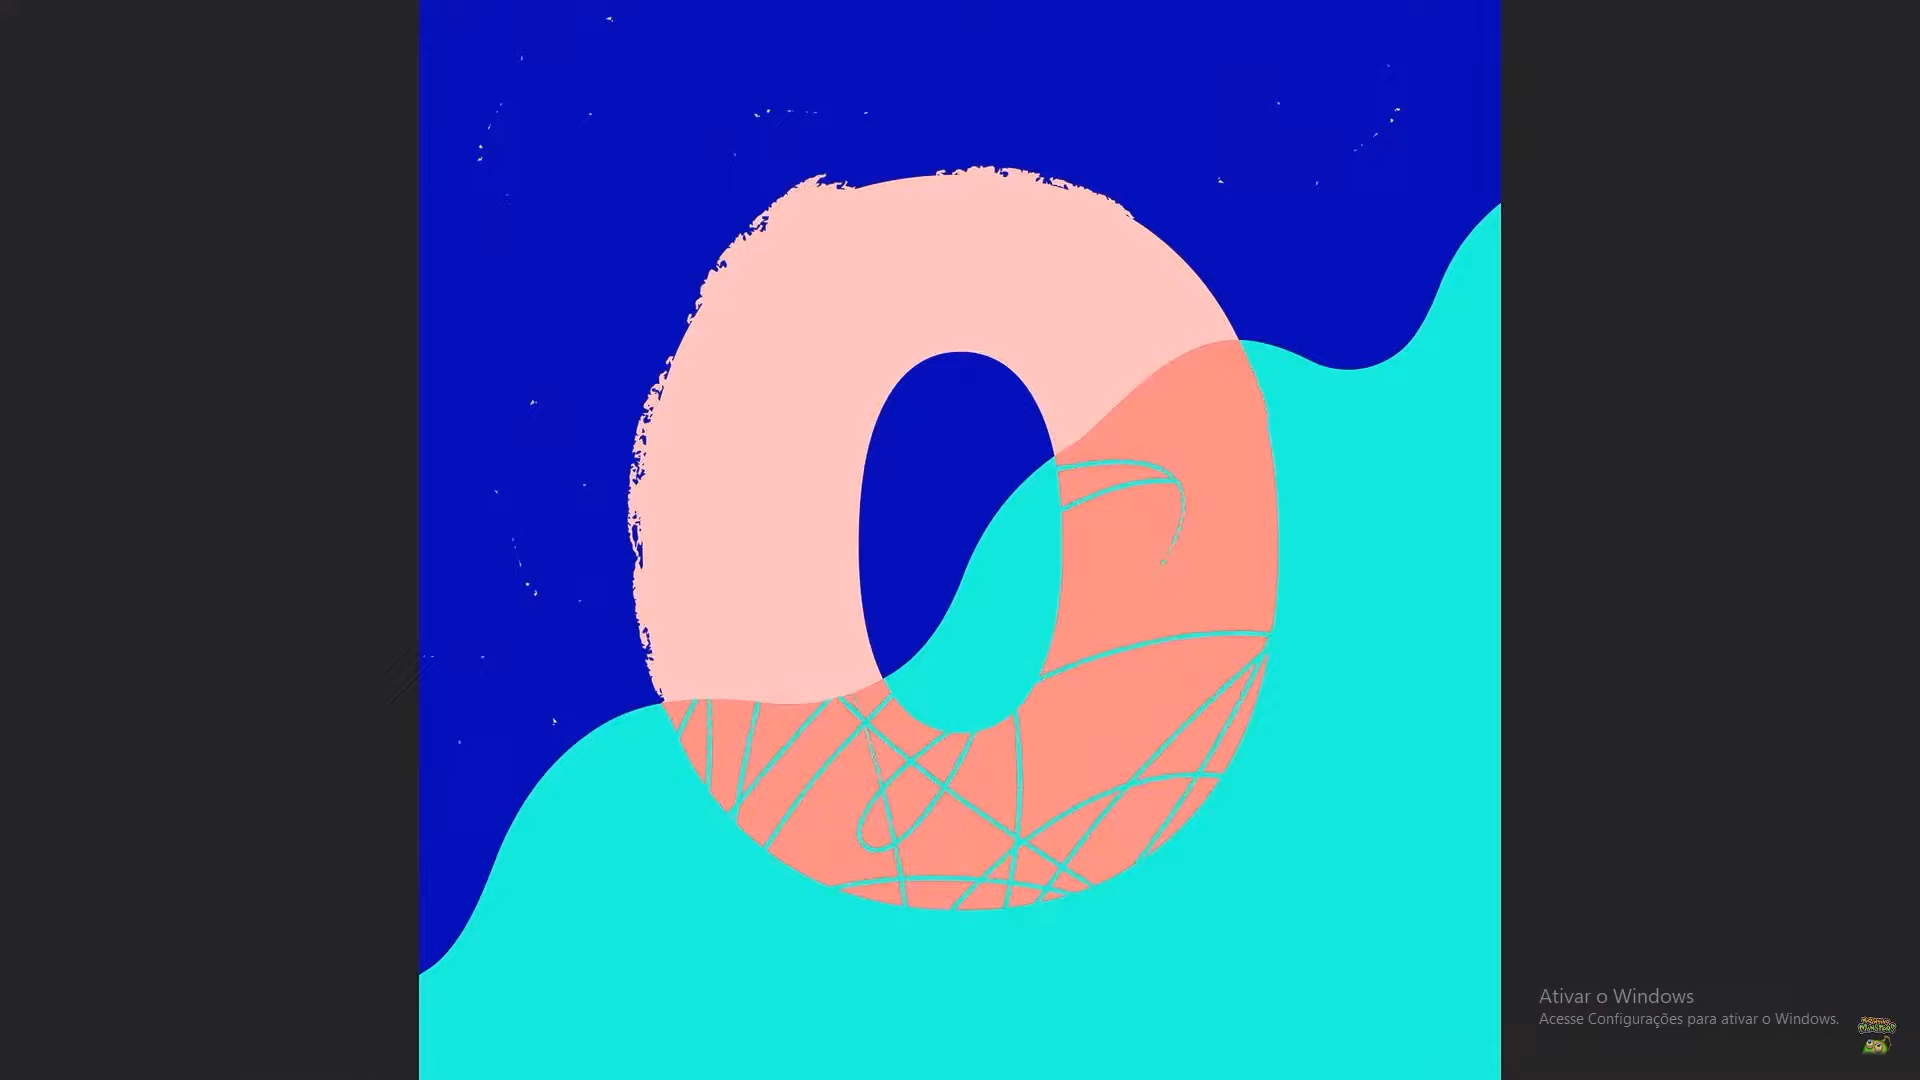 O
Ativar o Windows
Acesse Configurações para ativar o Windows.